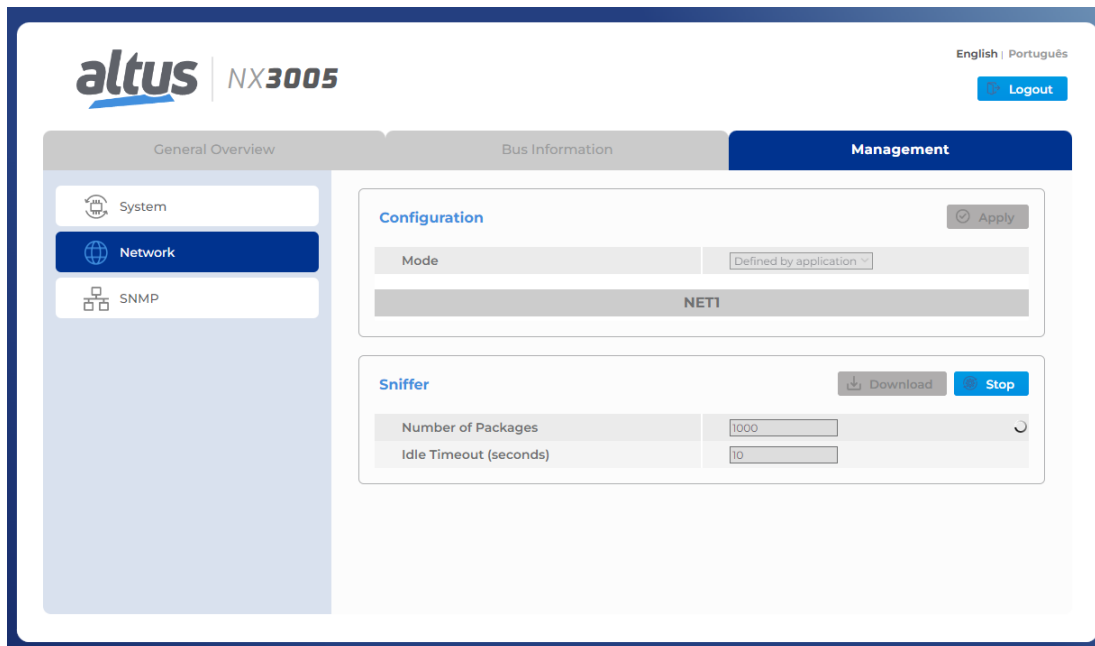 English | Português
altus NX3005
Logout
General Overview Bus Information Management
System
Network
SNMP
Configuration Apply
Mode Defined by application
NET1
Sniffer Download Stop
Number of Packages 1000
Idle Timeout (seconds) 10